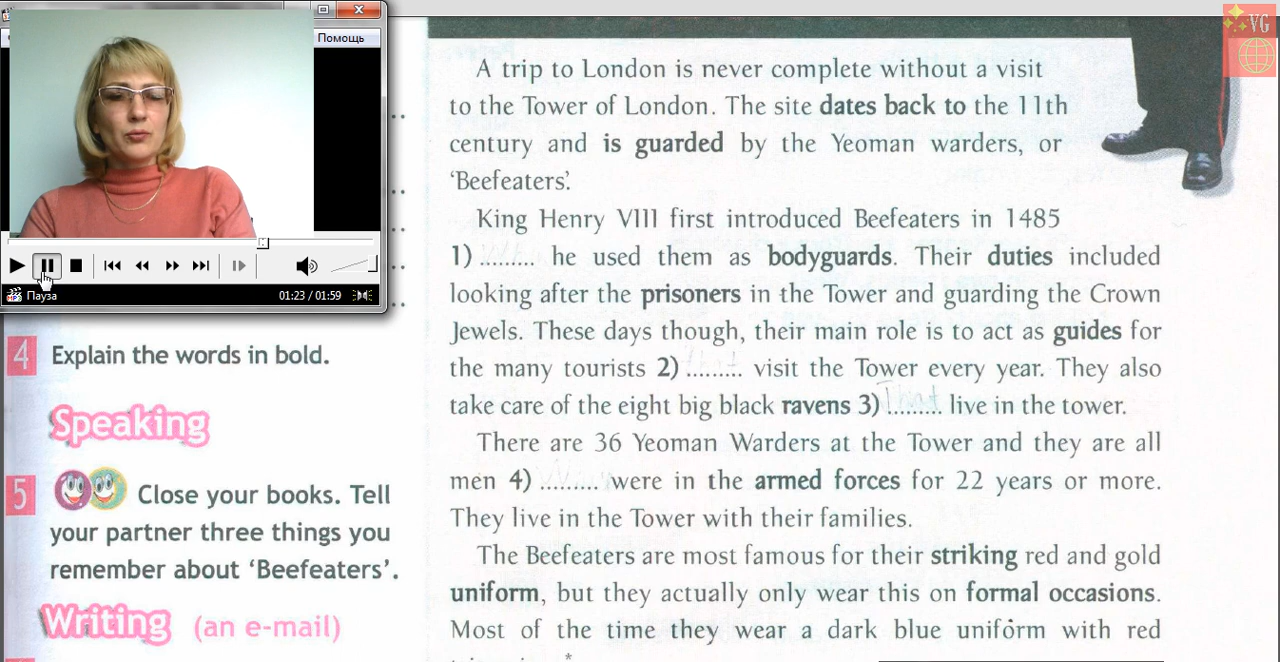 Помощь
Пауза
01:23 / 01:59
4 Explain the words in bold.
Speaking
5 Close your books. Tell
your partner three things you
remember about ‘Beefeaters’.
Writing (an e-mail)
A trip to London is never complete without a visit
to the Tower of London. The site dates back to the 11th
century and is guarded by the Yeoman warders, or
‘Beefeaters’.
King Henry VIII first introduced Beefeaters in 1485
1) ......... he used them as bodyguards. Their duties included
looking after the prisoners in the Tower and guarding the Crown
Jewels. These days though, their main role is to act as guides for
the many tourists 2) ......... visit the Tower every year. They also
take care of the eight big black ravens 3) ......... live in the tower.
There are 36 Yeoman Warders at the Tower and they are all
men 4) ......... were in the armed forces for 22 years or more.
They live in the Tower with their families.
The Beefeaters are most famous for their striking red and gold
uniform, but they actually only wear this on formal occasions.
Most of the time they wear a dark blue uniform with red
VG